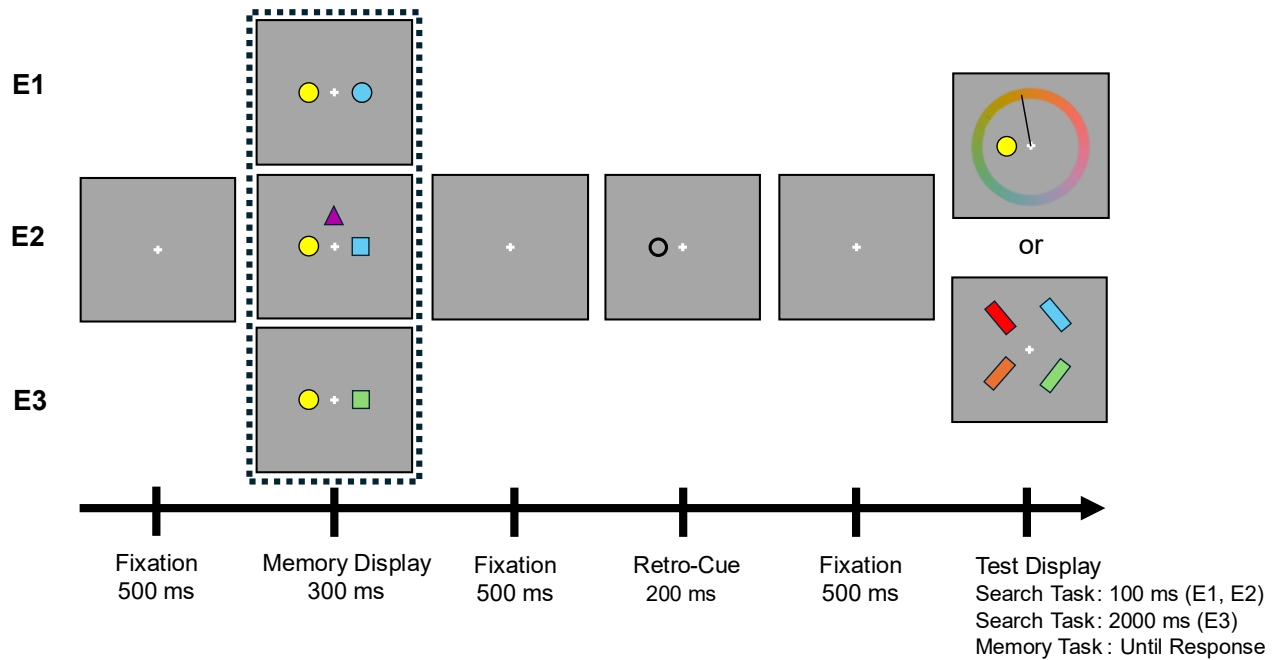 E1
E2
or
E3
Fixation
500 ms
Memory Display
300 ms
Fixation
500 ms
Retro-Cue
200 ms
Fixation
500 ms
Test Display
Search Task: 100 ms (E1, E2)
Search Task: 2000 ms (E3)
Memory Task : Until Response